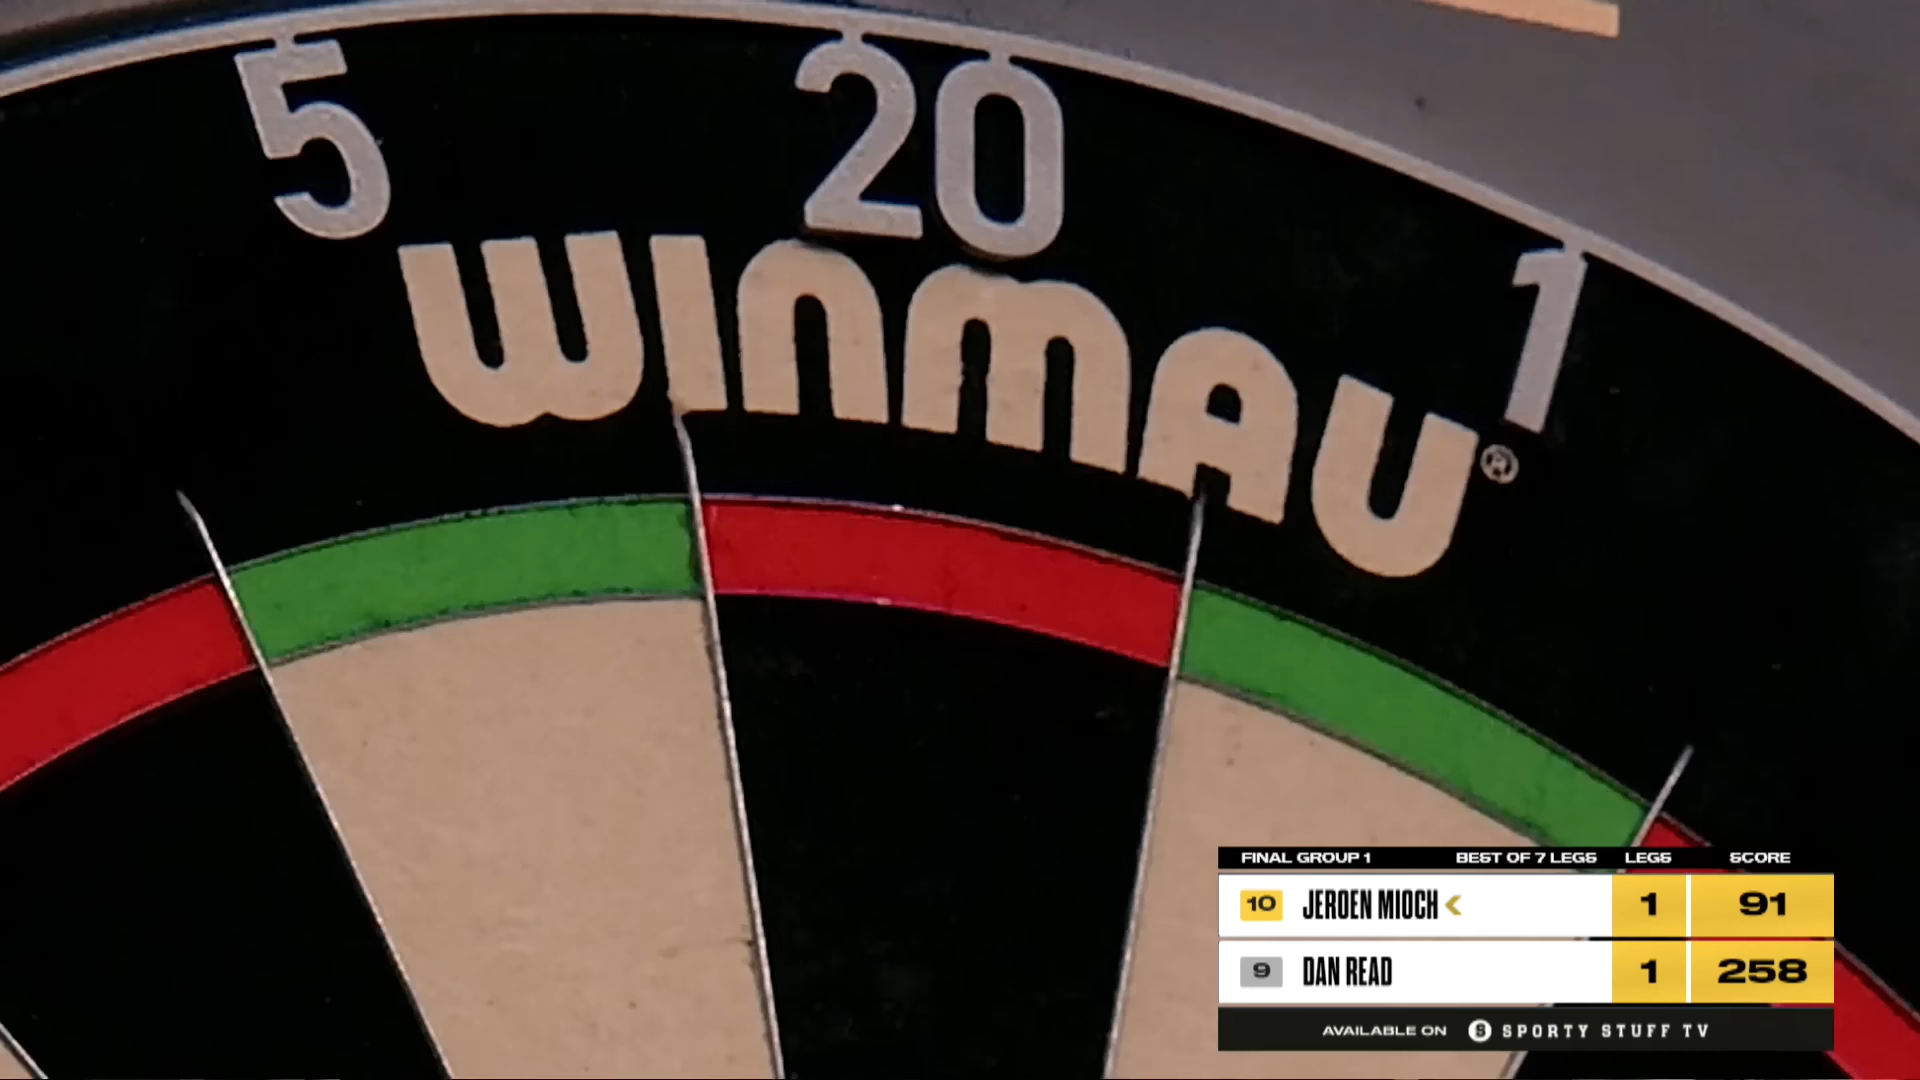 5 20 1
WINMAU®
FINAL GROUP 1 BEST OF 7 LEGS LEGS SCORE
10 JEROEN MIOCH 1 91
9 DAN READ 1 258
AVAILABLE ON S SPORTY STUFF TV